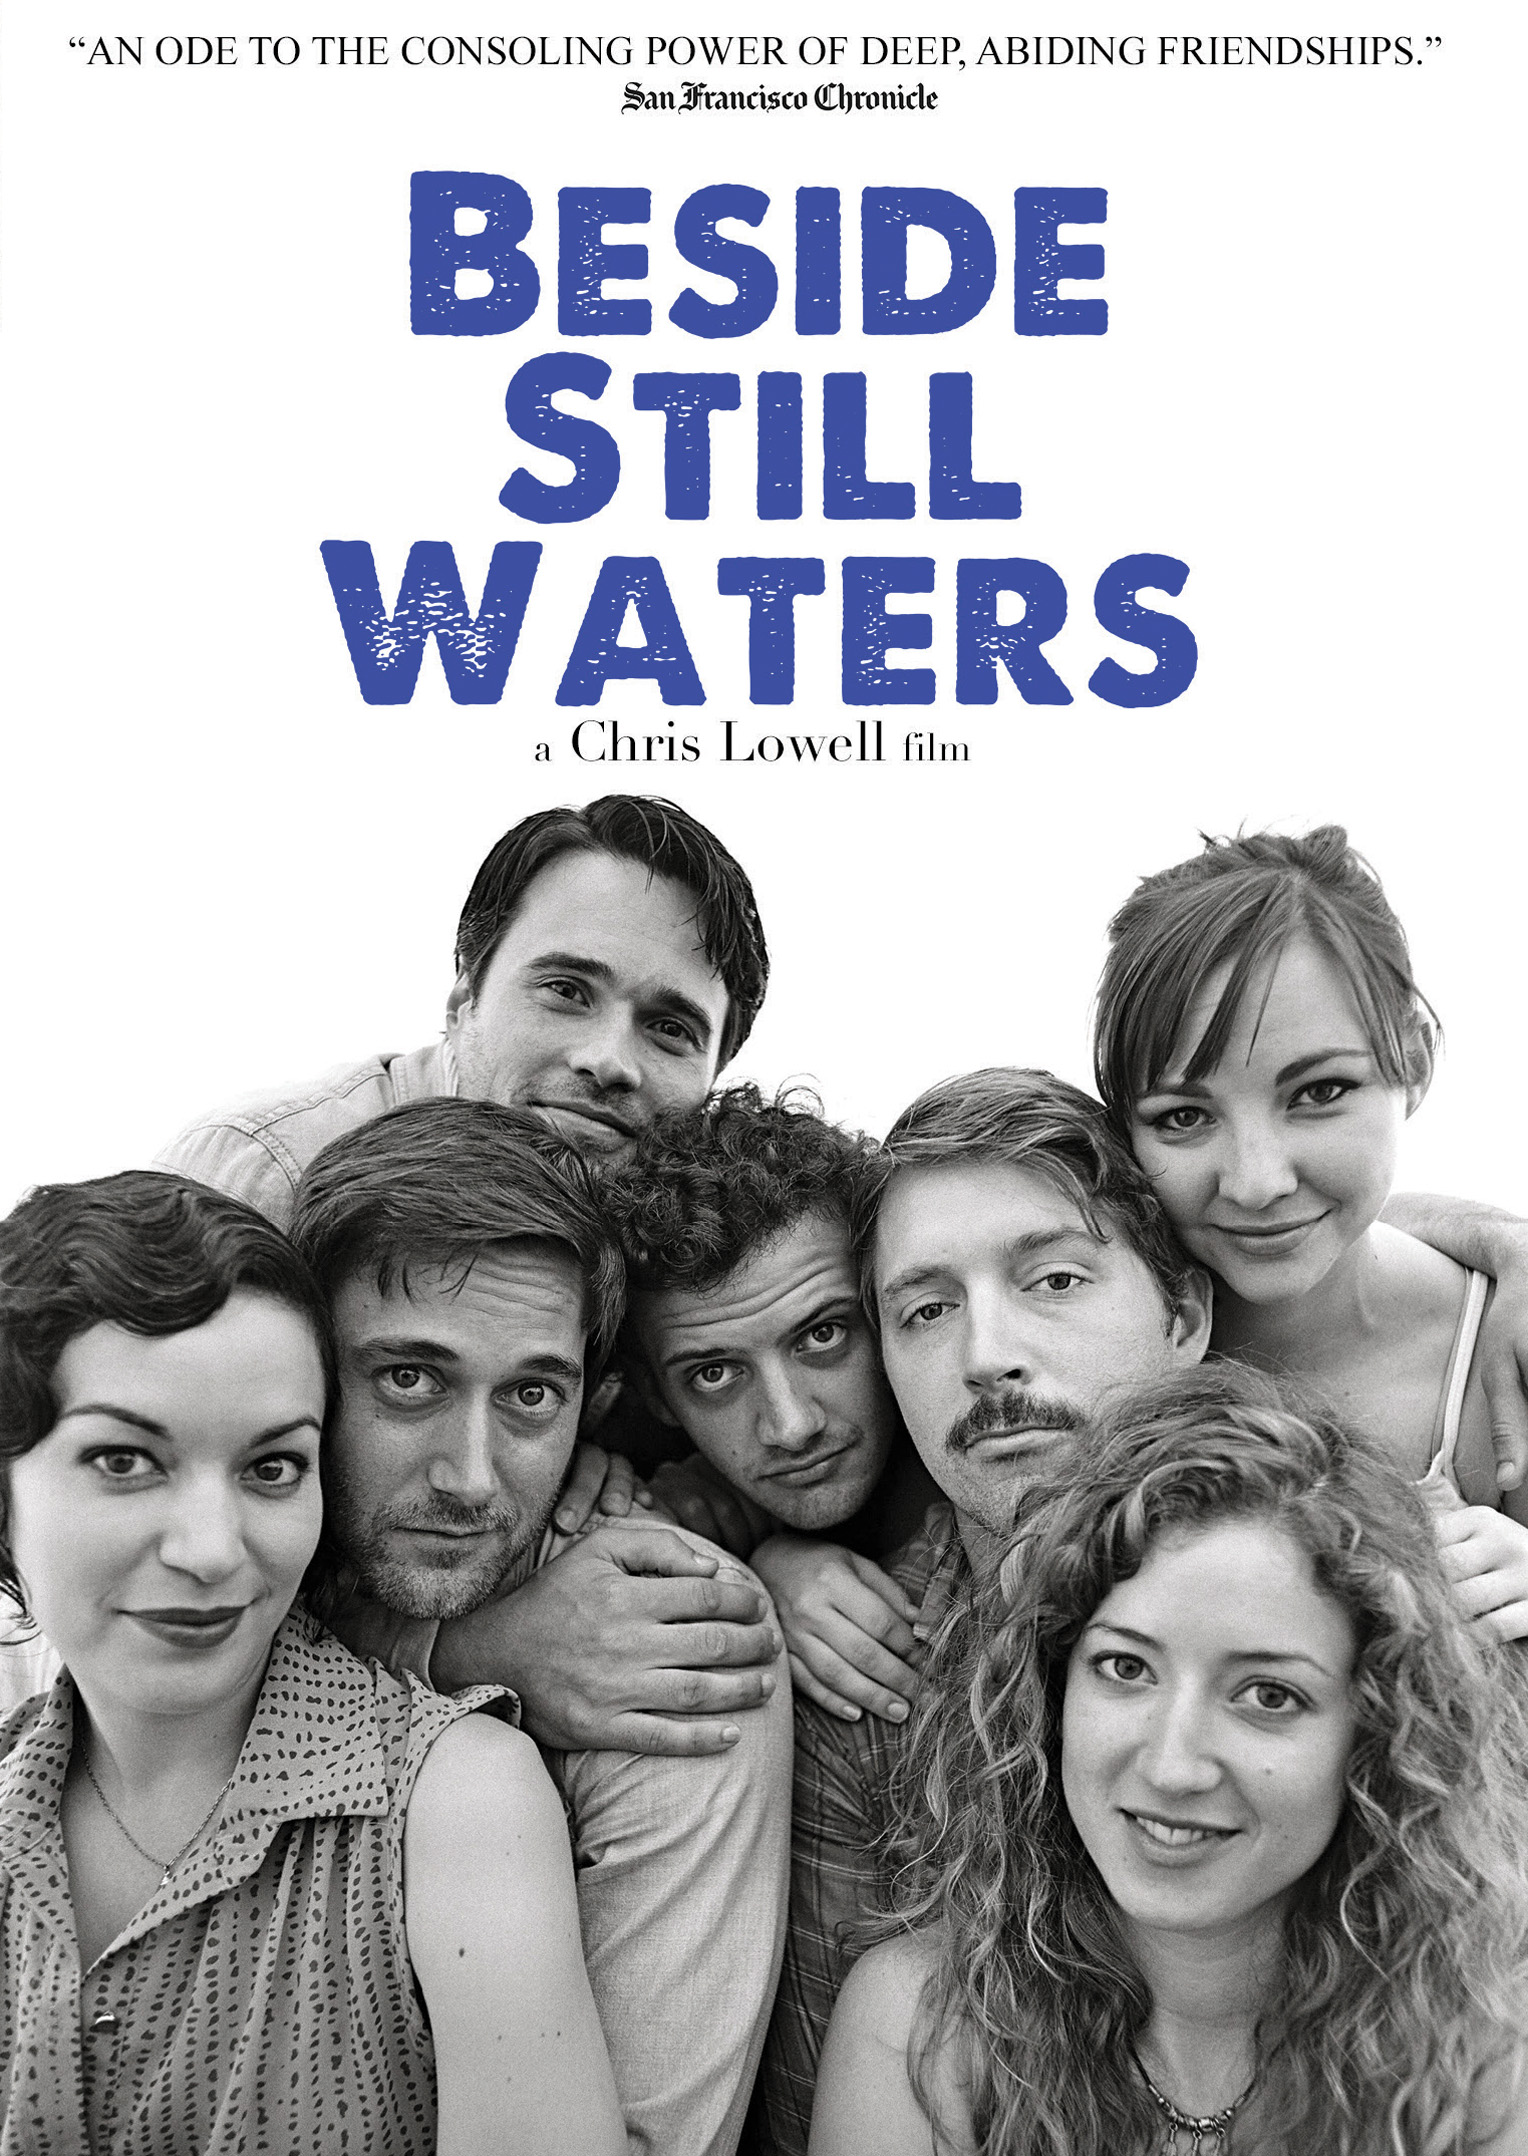 “AN ODE TO THE CONSOLING POWER OF DEEP, ABIDING FRIENDSHIPS.”
San Francisco Chronicle
BESIDE
STILL
WATERS
a Chris Lowell film